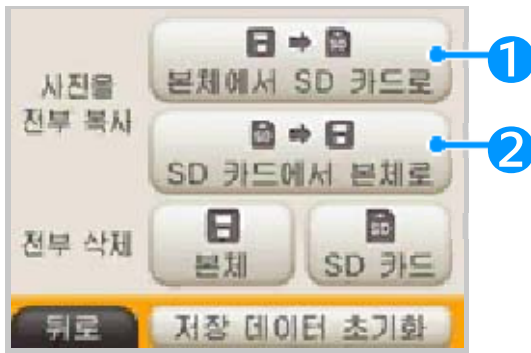 본체에서 SD 카드로
1
사진을
전부 복사
SD 카드에서 본체로
2
전부 삭제
본체
SD 카드
뒤로
저장 데이터 초기화